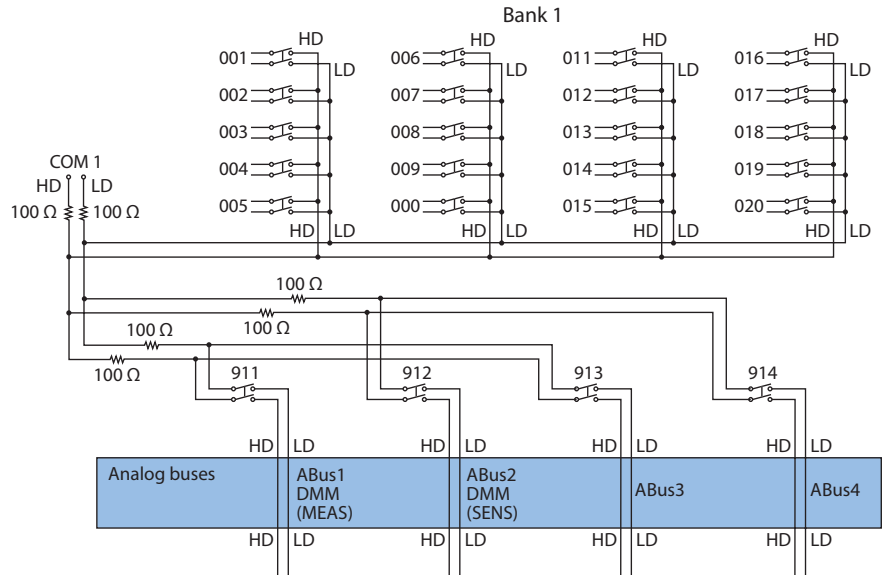 Bank 1
HD HD HD HD
001 006 011 016
LD LD LD LD
002 007 012 017
003 008 013 018
COM 1
004 009 014 019
HD LD
100 Ω 100 Ω
005 000 015 020
HD LD HD LD HD LD HD LD
100 Ω
100 Ω
100 Ω
100 Ω
911 912 913 914
HD LD HD LD HD LD HD LD
Analog buses
ABus1
DMM
(MEAS)
ABus2
DMM
(SENS)
ABus3
ABus4
HD LD HD LD HD LD HD LD